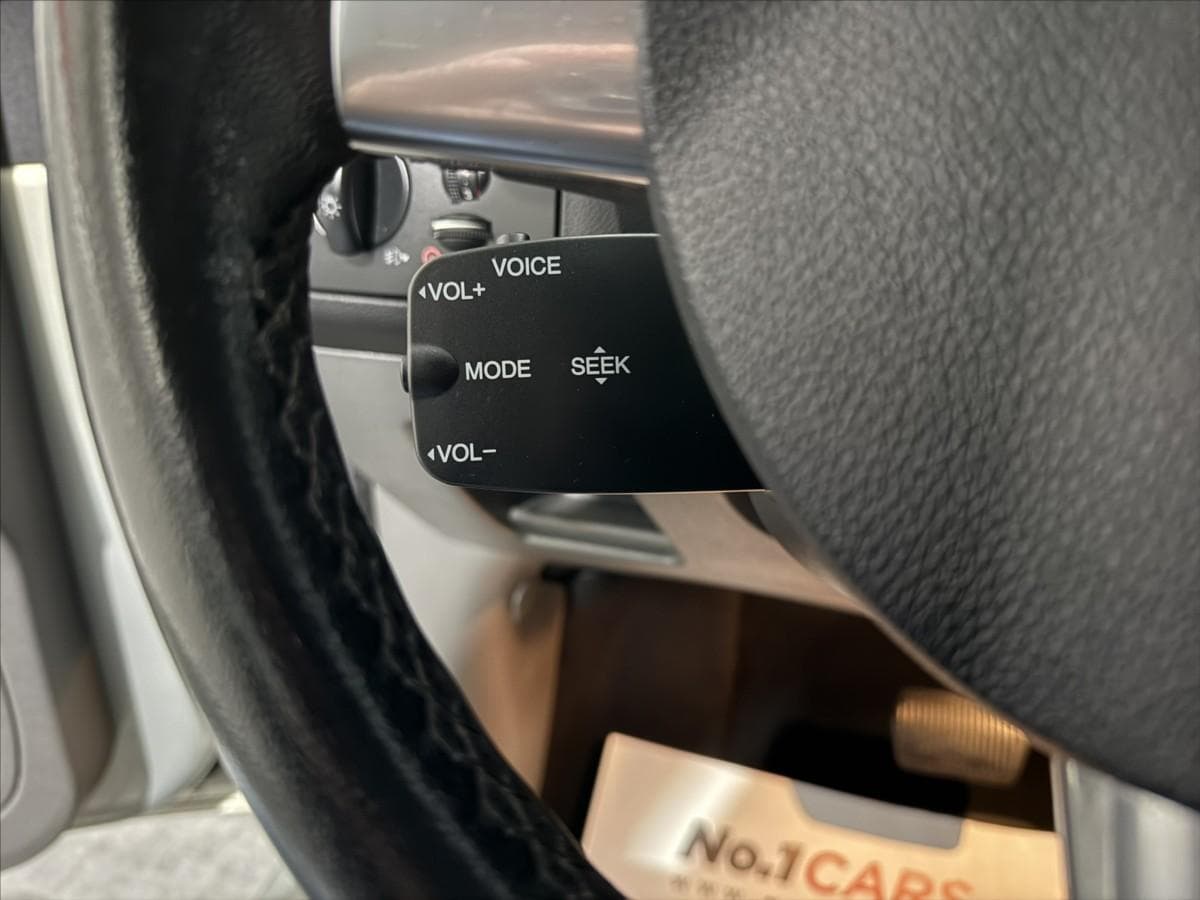 VOICE
◂VOL+
MODE
SEEK
◂VOL−
No.1CARS